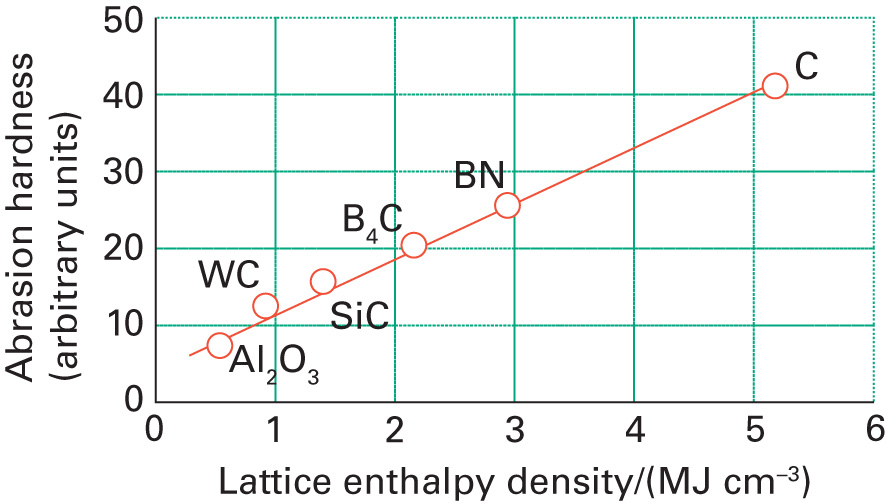 50
40
30
20
10
0
Abrasion hardness
(arbitrary units)
C
BN
B₄C
WC
SiC
Al₂O₃
0 1 2 3 4 5 6
Lattice enthalpy density/(MJ cm⁻³)